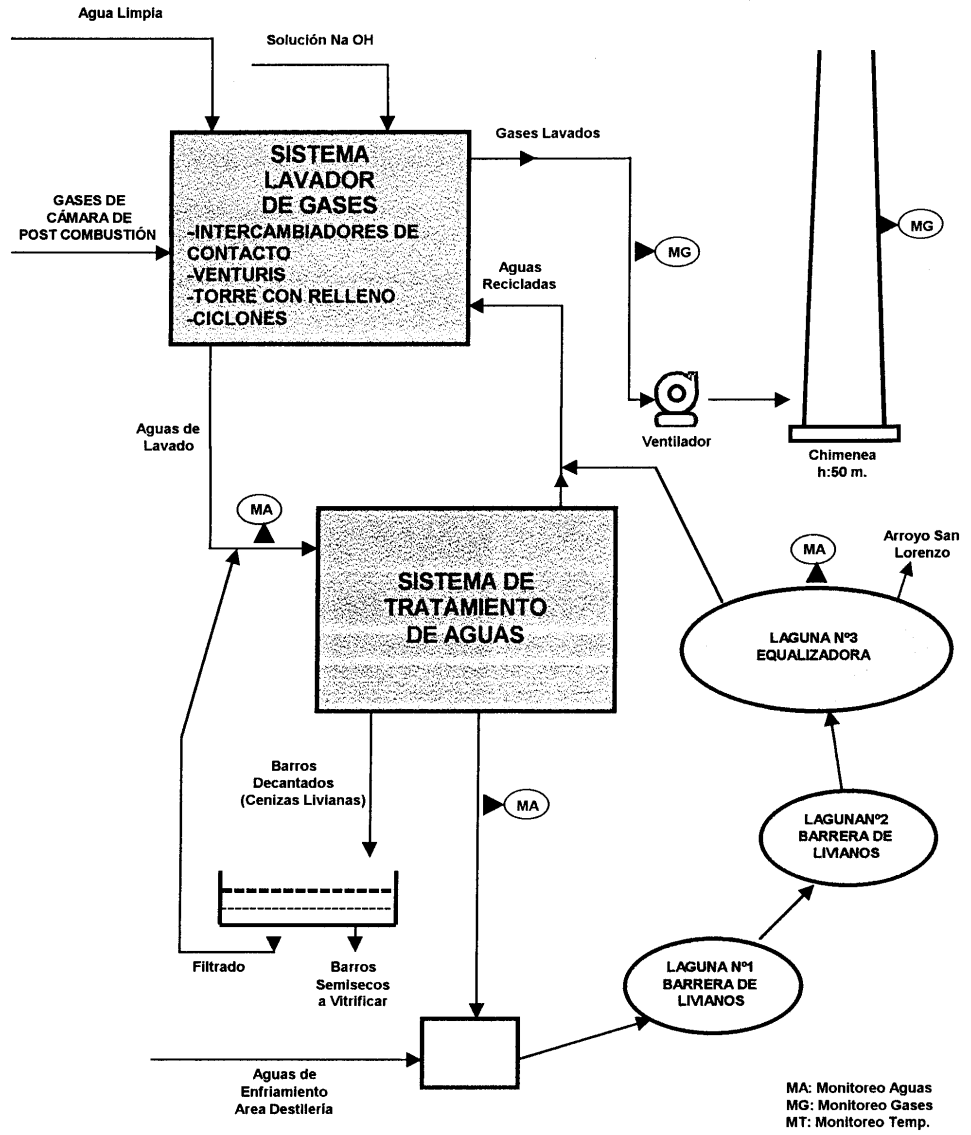 Agua Limpia
Solución Na OH
Gases Lavados
SISTEMA
LAVADOR
DE GASES
-INTERCAMBIADORES DE
CONTACTO
-VENTURIS
-TORRE CON RELLENO
-CICLONES
GASES DE
CÁMARA DE
POST COMBUSTIÓN
MG
MG
Aguas
Recicladas
Aguas de
Lavado
Ventilador
Chimenea
h:50 m.
MA
MA
Arroyo San
Lorenzo
SISTEMA DE
TRATAMIENTO
DE AGUAS
LAGUNA Nº3
EQUALIZADORA
Barros
Decantados
(Cenizas Livianas)
MA
LAGUNANº2
BARRERA DE
LIVIANOS
Filtrado
Barros
Semisecos
a Vitrificar
LAGUNA Nº1
BARRERA DE
LIVIANOS
Aguas de
Enfriamiento
Area Destilería
MA: Monitoreo Aguas
MG: Monitoreo Gases
MT: Monitoreo Temp.